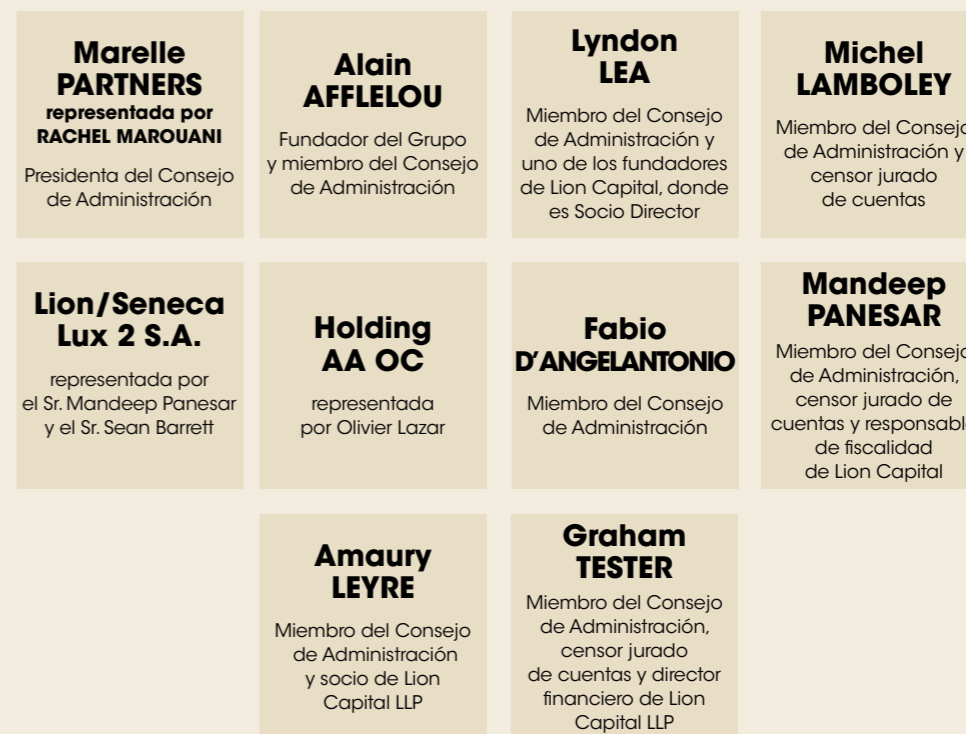 Marelle
PARTNERS
representada por
RACHEL MAROUANI
Presidenta del Consejo
de Administración
Alain
AFFLELOU
Fundador del Grupo
y miembro del Consejo
de Administración
Lyndon
LEA
Miembro del Consejo
de Administración y
uno de los fundadores
de Lion Capital, donde
es Socio Director
Michel
LAMBOLEY
Miembro del Consejo
de Administración y
censor jurado
de cuentas
Lion/Seneca
Lux 2 S.A.
representada por
el Sr. Mandeep Panesar
y el Sr. Sean Barrett
Holding
AA OC
representada
por Olivier Lazar
Fabio
D'ANGELANTONIO
Miembro del Consejo
de Administración
Mandeep
PANESAR
Miembro del Consejo
de Administración,
censor jurado de
cuentas y responsable
de fiscalidad
de Lion Capital
Amaury
LEYRE
Miembro del Consejo
de Administración
y socio de Lion
Capital LLP
Graham
TESTER
Miembro del Consejo
de Administración,
censor jurado
de cuentas y director
financiero de Lion
Capital LLP